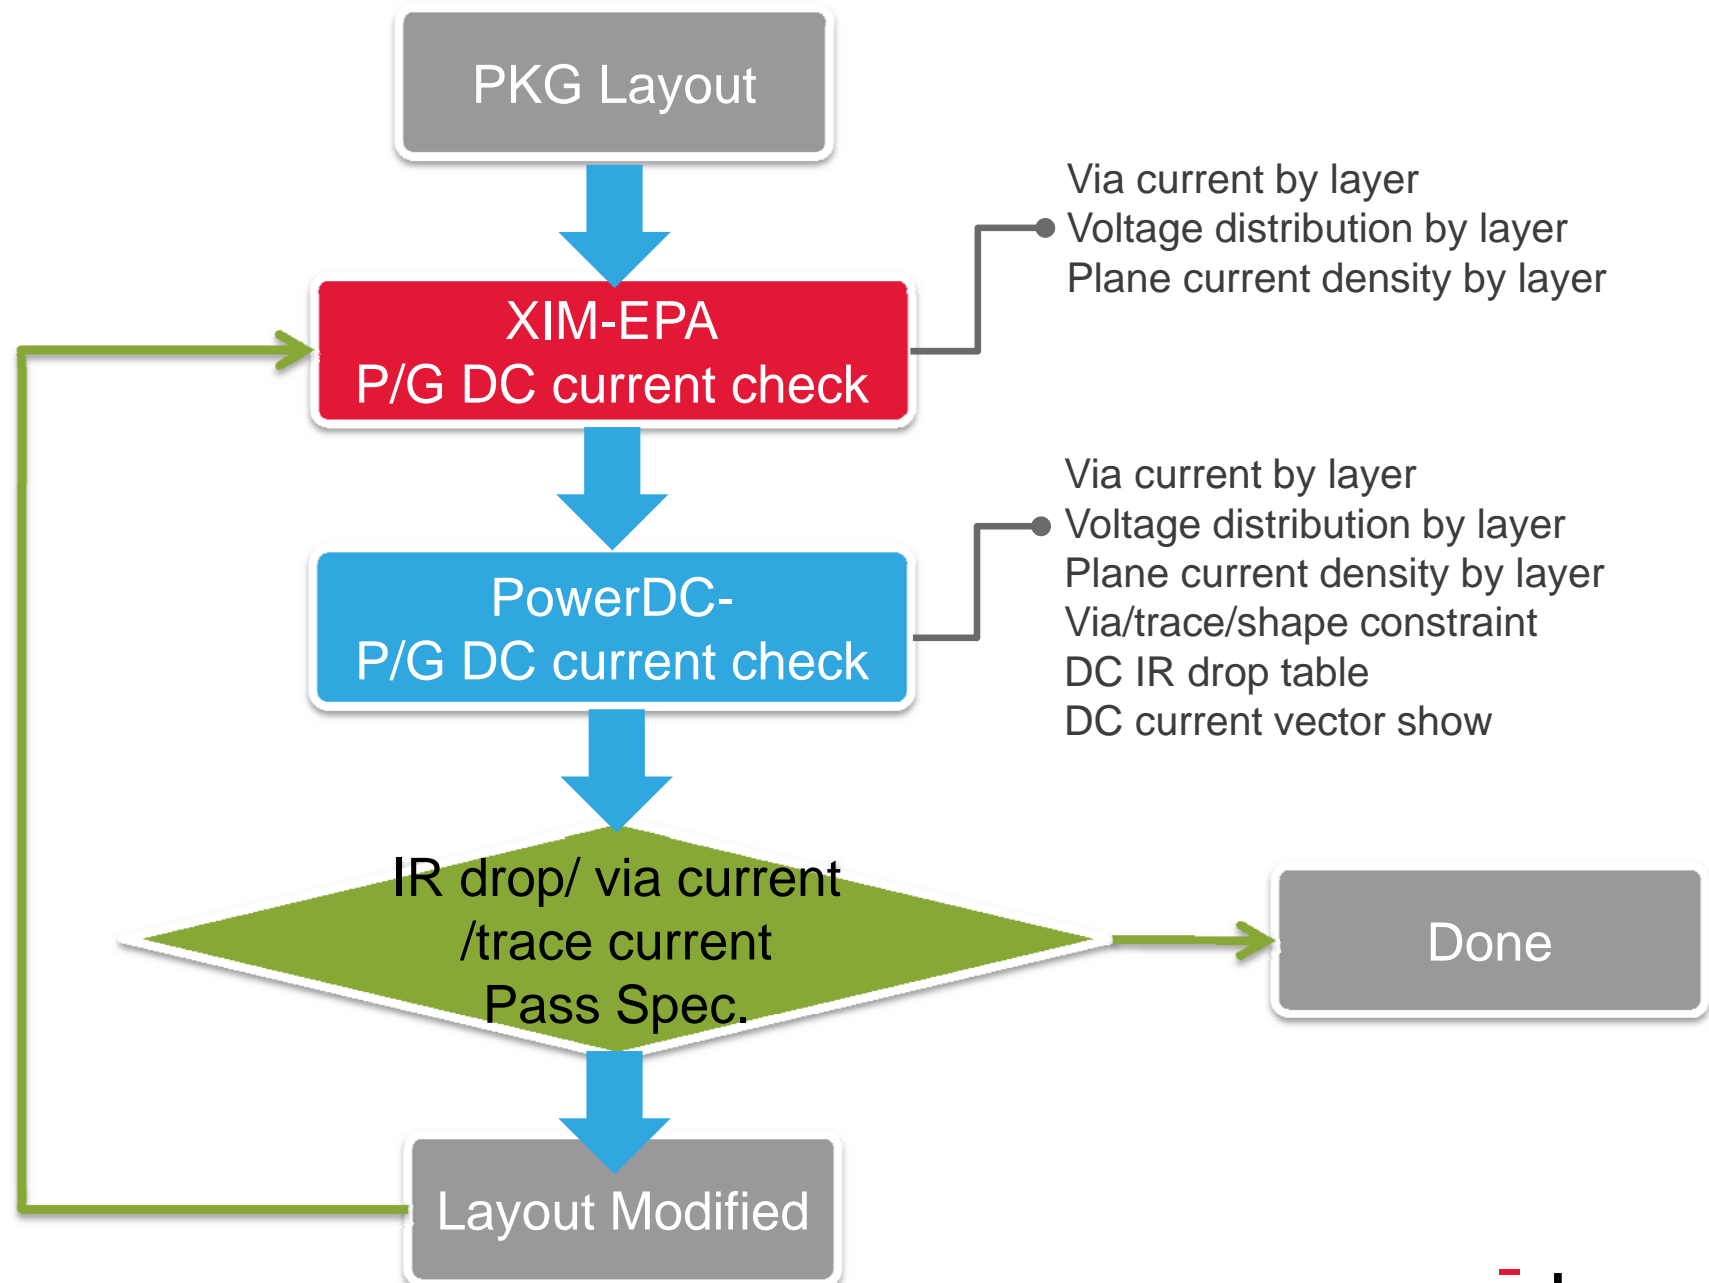 PKG Layout
Via current by layer
Voltage distribution by layer
Plane current density by layer
XIM-EPA
P/G DC current check
Via current by layer
Voltage distribution by layer
Plane current density by layer
Via/trace/shape constraint
DC IR drop table
DC current vector show
PowerDC-
P/G DC current check
IR drop/ via current
/trace current
Pass Spec.
Done
Layout Modified